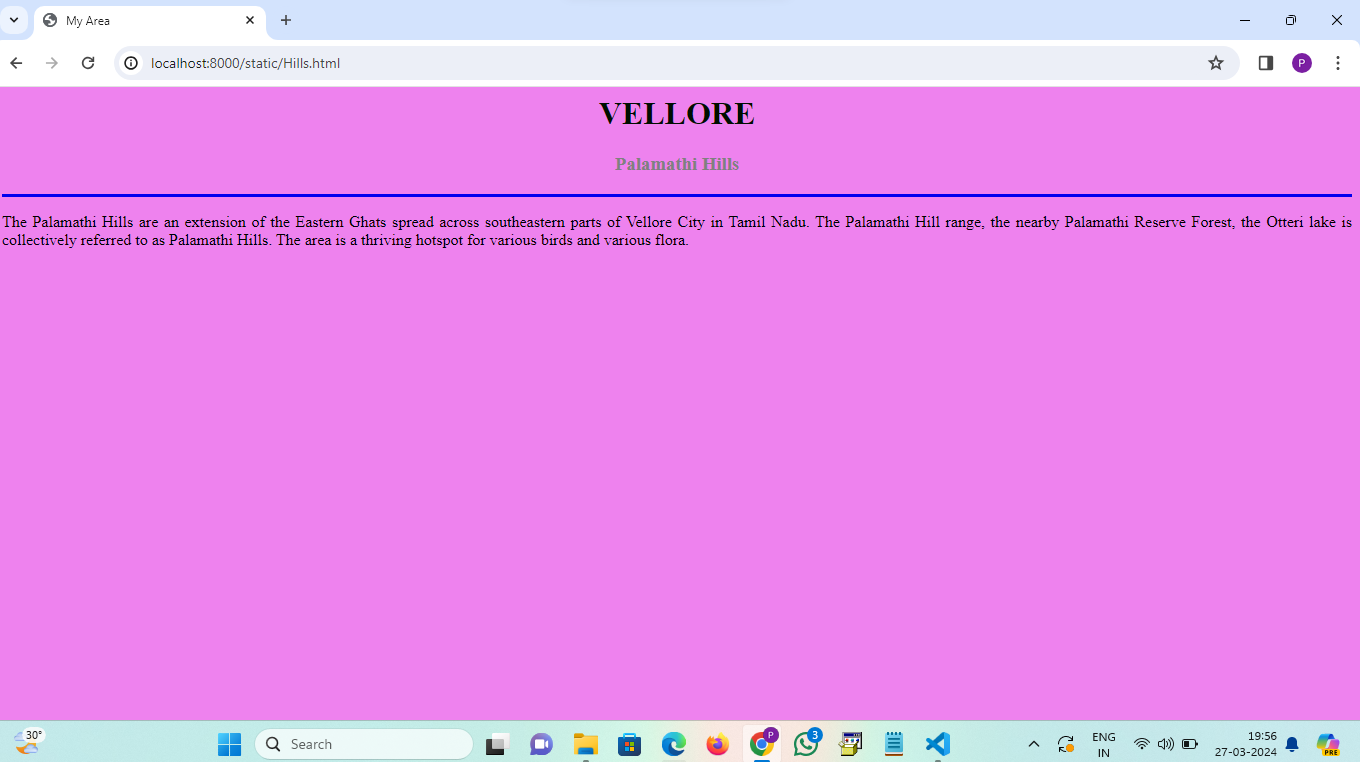 My Area
localhost:8000/static/Hills.html
P
VELLORE
Palamathi Hills
The Palamathi Hills are an extension of the Eastern Ghats spread across southeastern parts of Vellore City in Tamil Nadu. The Palamathi Hill range, the nearby Palamathi Reserve Forest, the Otteri lake is
collectively referred to as Palamathi Hills. The area is a thriving hotspot for various birds and various flora.
30°
Search
P
3
ENG
IN
19:56
27-03-2024
PRE